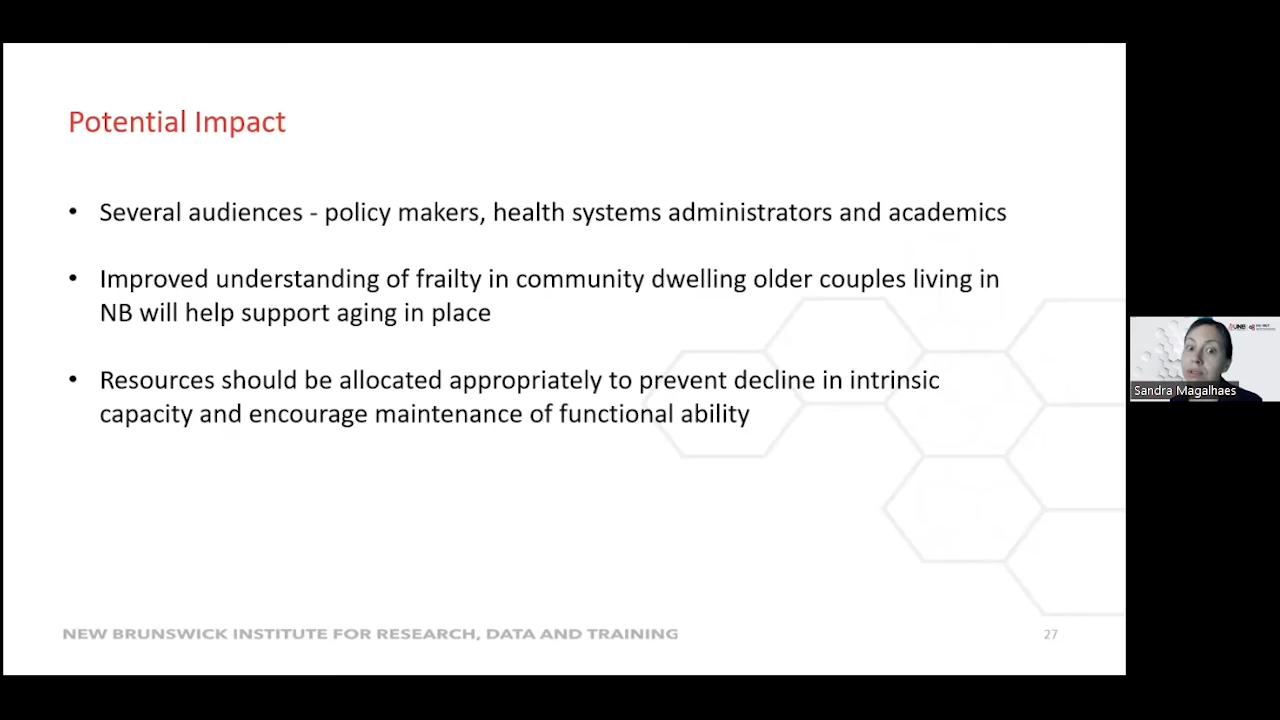 Potential Impact
• Several audiences - policy makers, health systems administrators and academics
• Improved understanding of frailty in community dwelling older couples living in
NB will help support aging in place
• Resources should be allocated appropriately to prevent decline in intrinsic
capacity and encourage maintenance of functional ability
NEW BRUNSWICK INSTITUTE FOR RESEARCH, DATA AND TRAINING
27
UNB
Sandra Magalhaes